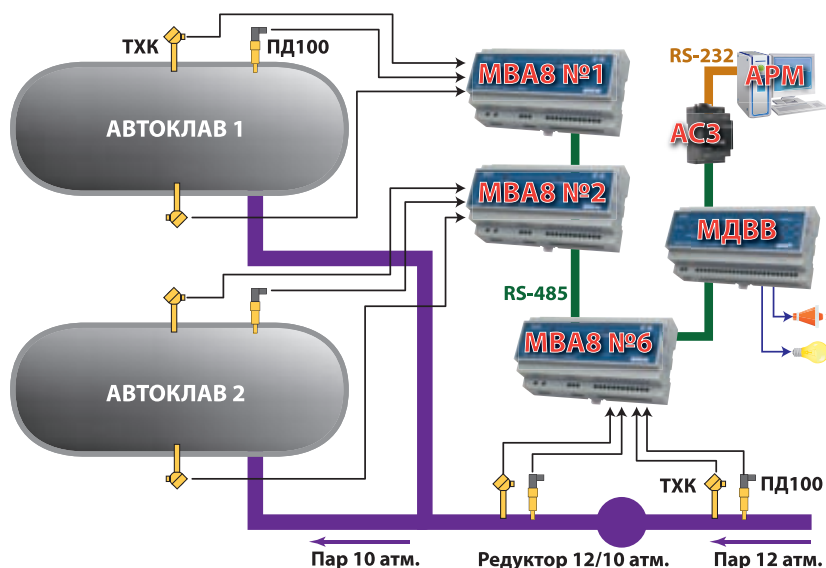 ТХК
ПД100
АВТОКЛАВ 1
МВА8 №1
RS-232
АРМ
АС3
МВА8 №2
МДВВ
RS-485
МВА8 №6
АВТОКЛАВ 2
ТХК
ПД100
Пар 10 атм.
Редуктор 12/10 атм.
Пар 12 атм.